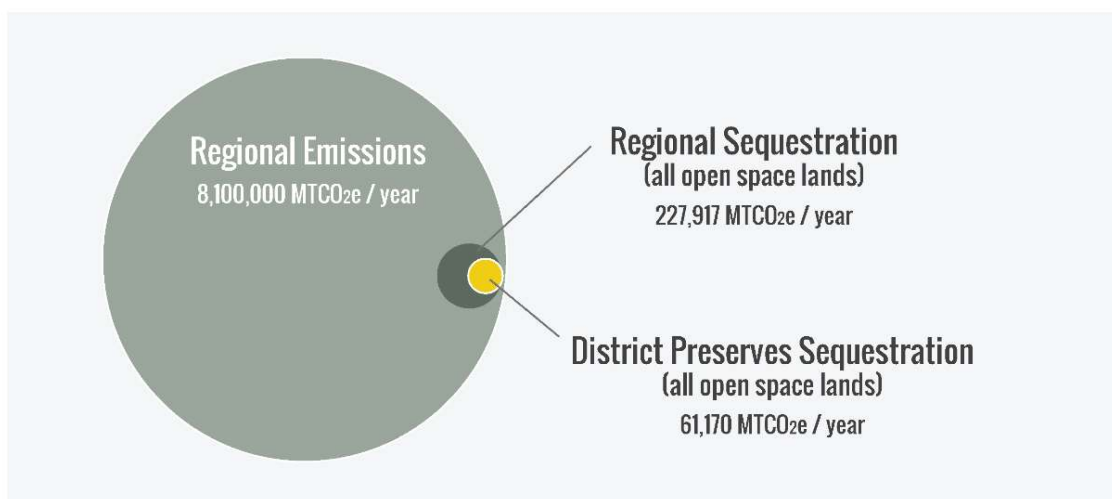 Regional Emissions
8,100,000 MTCO₂e / year
Regional Sequestration
(all open space lands)
227,917 MTCO₂e / year
District Preserves Sequestration
(all open space lands)
61,170 MTCO₂e / year